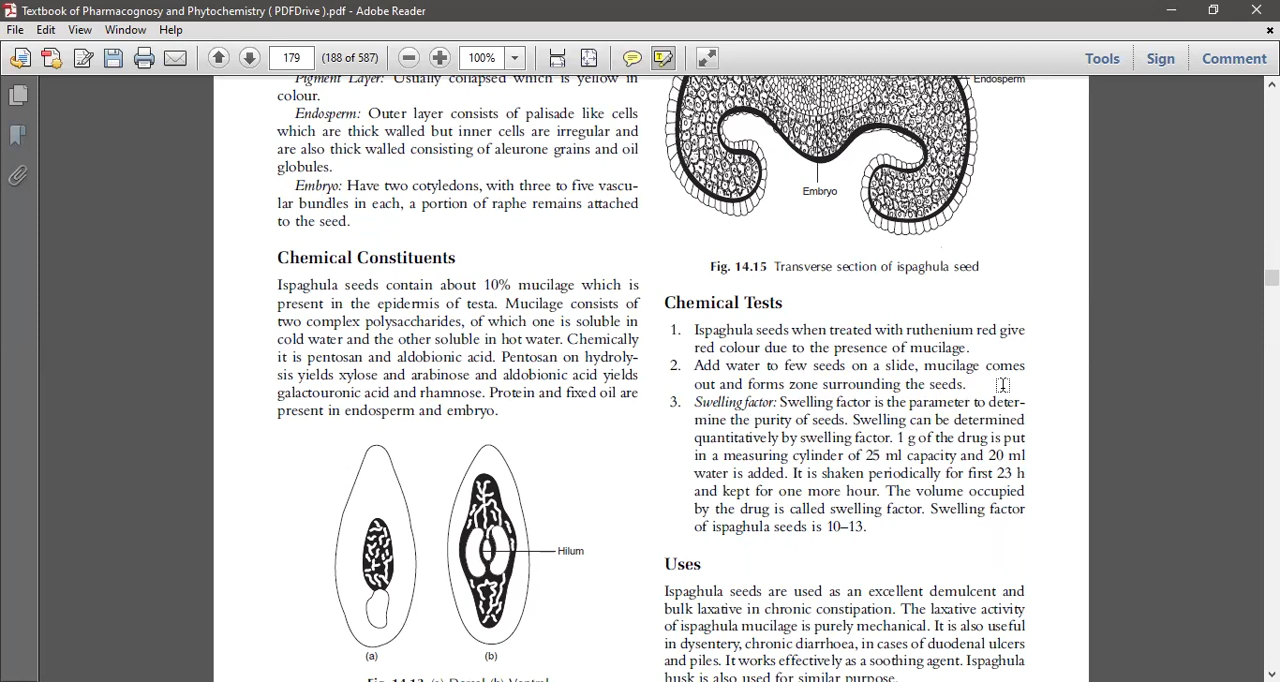 Textbook of Pharmacognosy and Phytochemistry ( PDFDrive ).pdf - Adobe Reader
File Edit View Window Help
179 (188 of 587) 100% Tools Sign Comment
Pigment Layer: Usually collapsed which is yellow in
colour.
Endosperm: Outer layer consists of palisade like cells
which are thick walled but inner cells are irregular and
are also thick walled consisting of aleurone grains and oil
globules.
Embryo: Have two cotyledons, with three to five vascu-
lar bundles in each, a portion of raphe remains attached
to the seed.
Chemical Constituents
Ispaghula seeds contain about 10% mucilage which is
present in the epidermis of testa. Mucilage consists of
two complex polysaccharides, of which one is soluble in
cold water and the other soluble in hot water. Chemically
it is pentosan and aldobionic acid. Pentosan on hydroly-
sis yields xylose and arabinose and aldobionic acid yields
galactouronic acid and rhamnose. Protein and fixed oil are
present in endosperm and embryo.
Hilum
(a) (b)
Fig. 14.13 (a) Dorsal (b) Ventral
Endosperm
Embryo
Fig. 14.15 Transverse section of ispaghula seed
Chemical Tests
1. Ispaghula seeds when treated with ruthenium red give
red colour due to the presence of mucilage.
2. Add water to few seeds on a slide, mucilage comes
out and forms zone surrounding the seeds.
3. Swelling factor: Swelling factor is the parameter to deter-
mine the purity of seeds. Swelling can be determined
quantitatively by swelling factor. 1 g of the drug is put
in a measuring cylinder of 25 ml capacity and 20 ml
water is added. It is shaken periodically for first 23 h
and kept for one more hour. The volume occupied
by the drug is called swelling factor. Swelling factor
of ispaghula seeds is 10–13.
Uses
Ispaghula seeds are used as an excellent demulcent and
bulk laxative in chronic constipation. The laxative activity
of ispaghula mucilage is purely mechanical. It is also useful
in dysentery, chronic diarrhoea, in cases of duodenal ulcers
and piles. It works effectively as a soothing agent. Ispaghula
husk is also used for similar purpose.